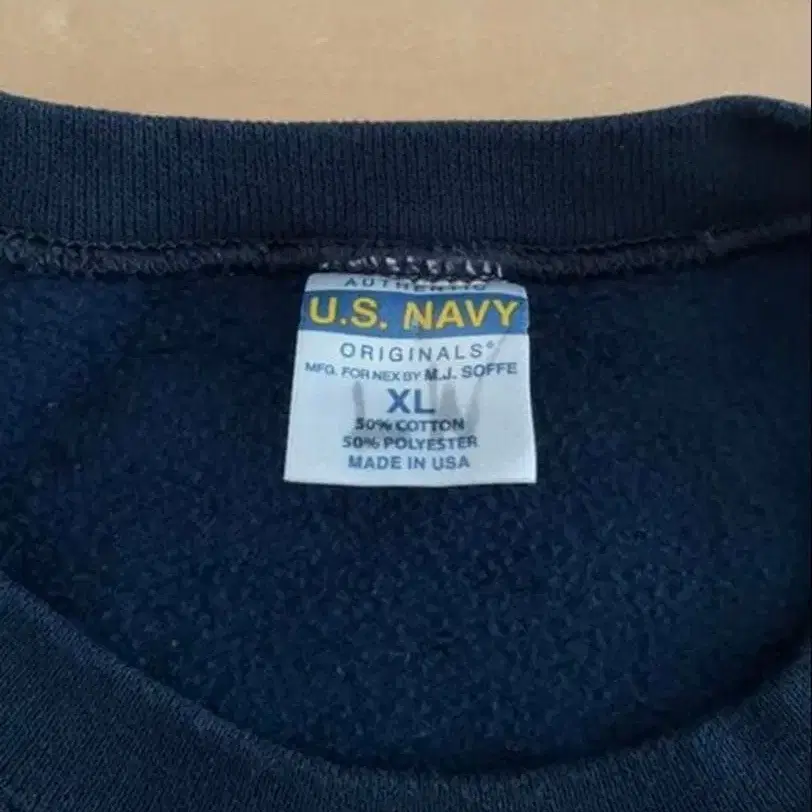 AUTHENTIC
U.S. NAVY
ORIGINALS®
MFG. FOR NEX BY M.J. SOFFE
XL
50% COTTON
50% POLYESTER
MADE IN USA